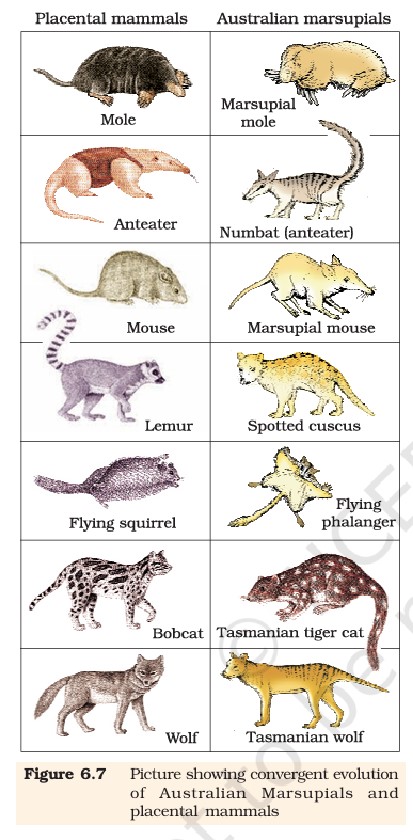 Placental mammals Australian marsupials
Mole
Marsupial
mole
Anteater
Numbat (anteater)
Mouse
Marsupial mouse
Lemur
Spotted cuscus
Flying squirrel
Flying
phalanger
Bobcat
Tasmanian tiger cat
Wolf
Tasmanian wolf
Figure 6.7 Picture showing convergent evolution
of Australian Marsupials and
placental mammals